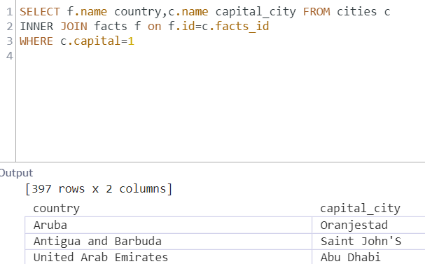 1 SELECT f.name country,c.name capital_city FROM cities c
2 INNER JOIN facts f on f.id=c.facts_id
3 WHERE c.capital=1
4
Output
[397 rows x 2 columns]
country capital_city
Aruba Oranjestad
Antigua and Barbuda Saint John'S
United Arab Emirates Abu Dhabi